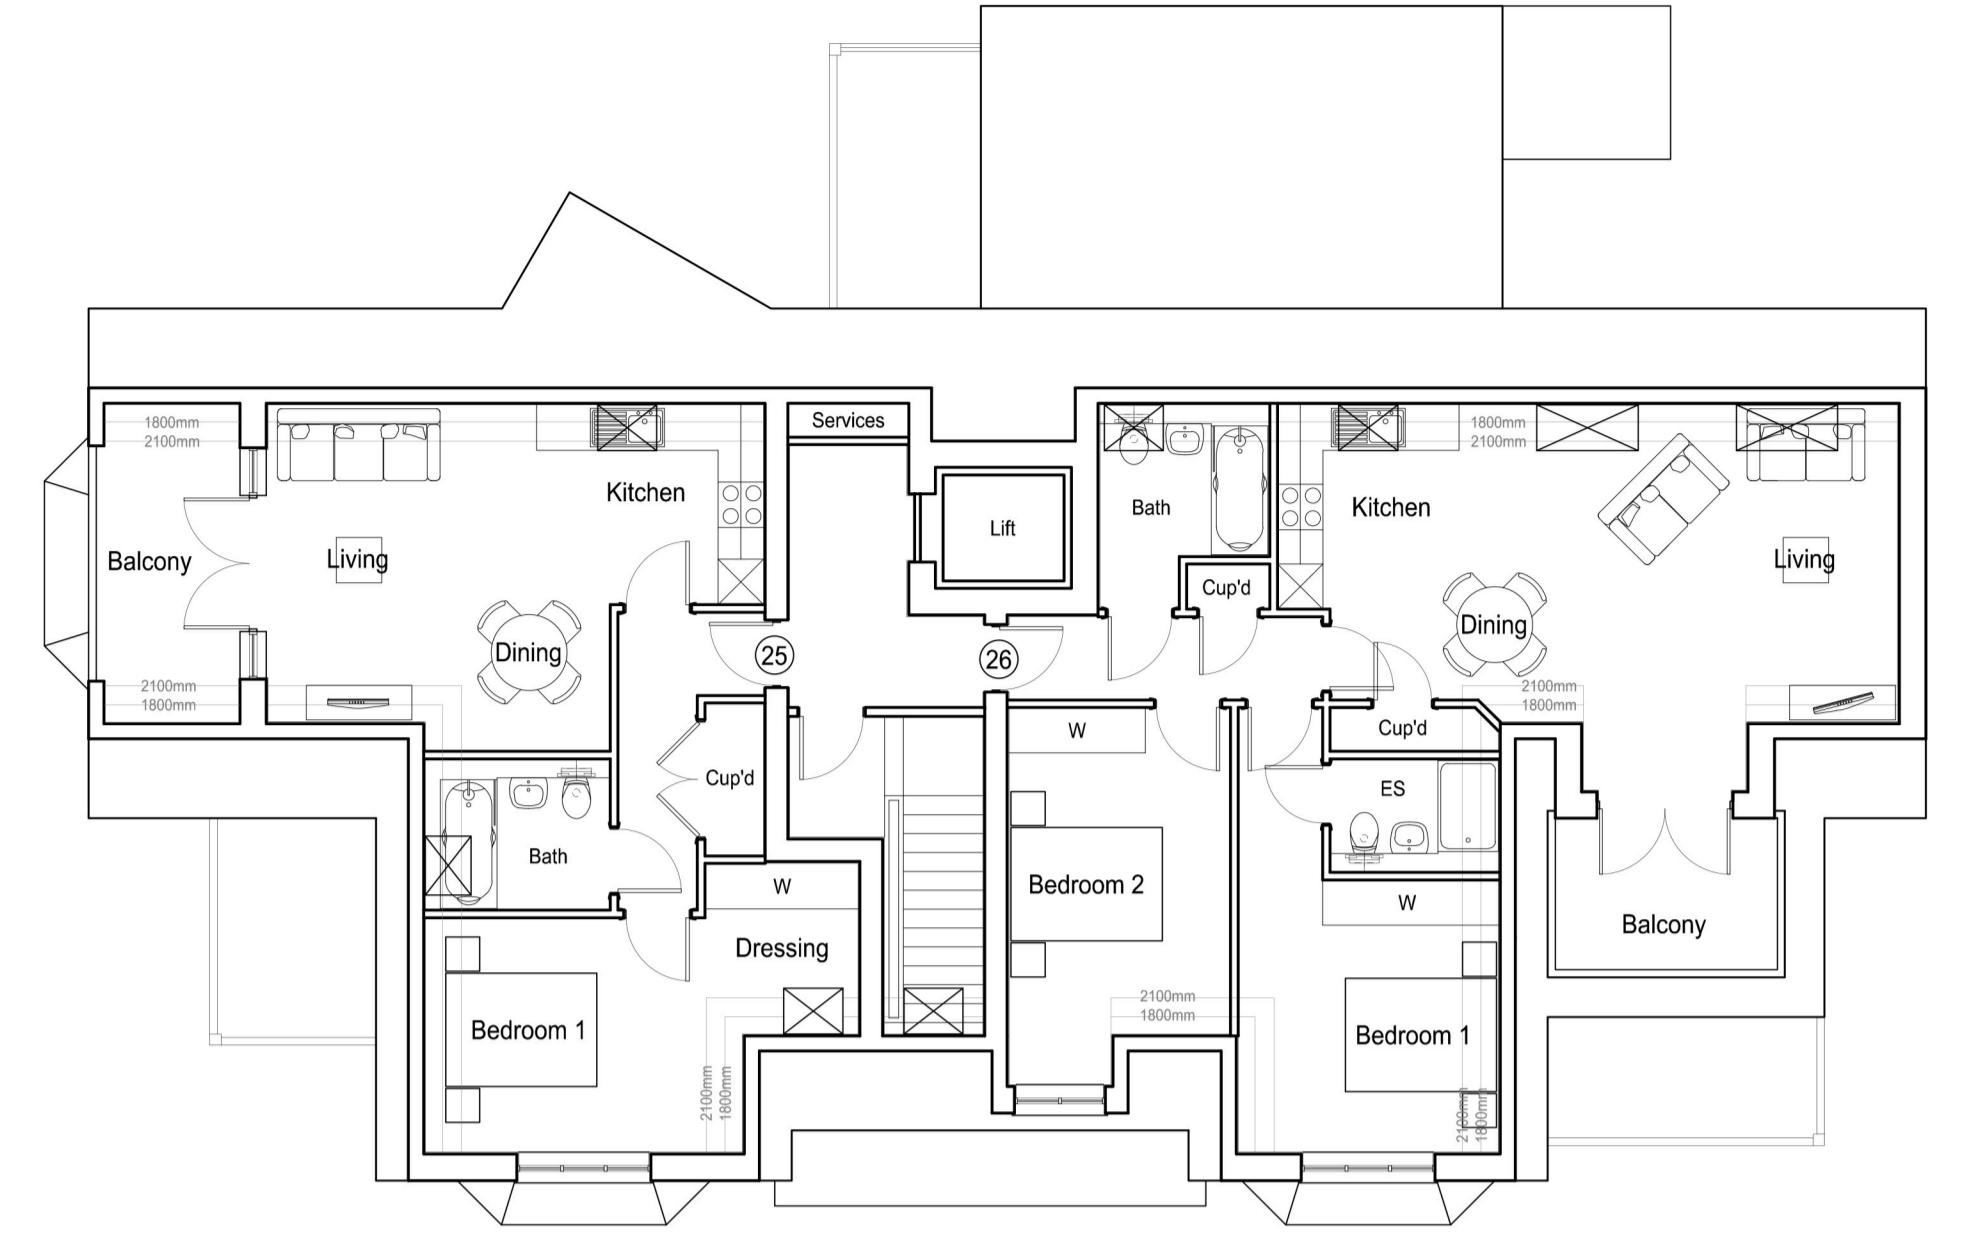 1800mm
2100mm
Services
1800mm
2100mm
Kitchen
Bath
Kitchen
Lift
Balcony
Living
Living
Cup'd
Dining
25
26
Dining
2100mm
1800mm
2100mm
1800mm
W
Cup'd
Cup'd
ES
Bath
W
Bedroom 2
W
Dressing
Balcony
2100mm
1800mm
Bedroom 1
Bedroom 1
2100mm
1800mm
2100mm
1800mm